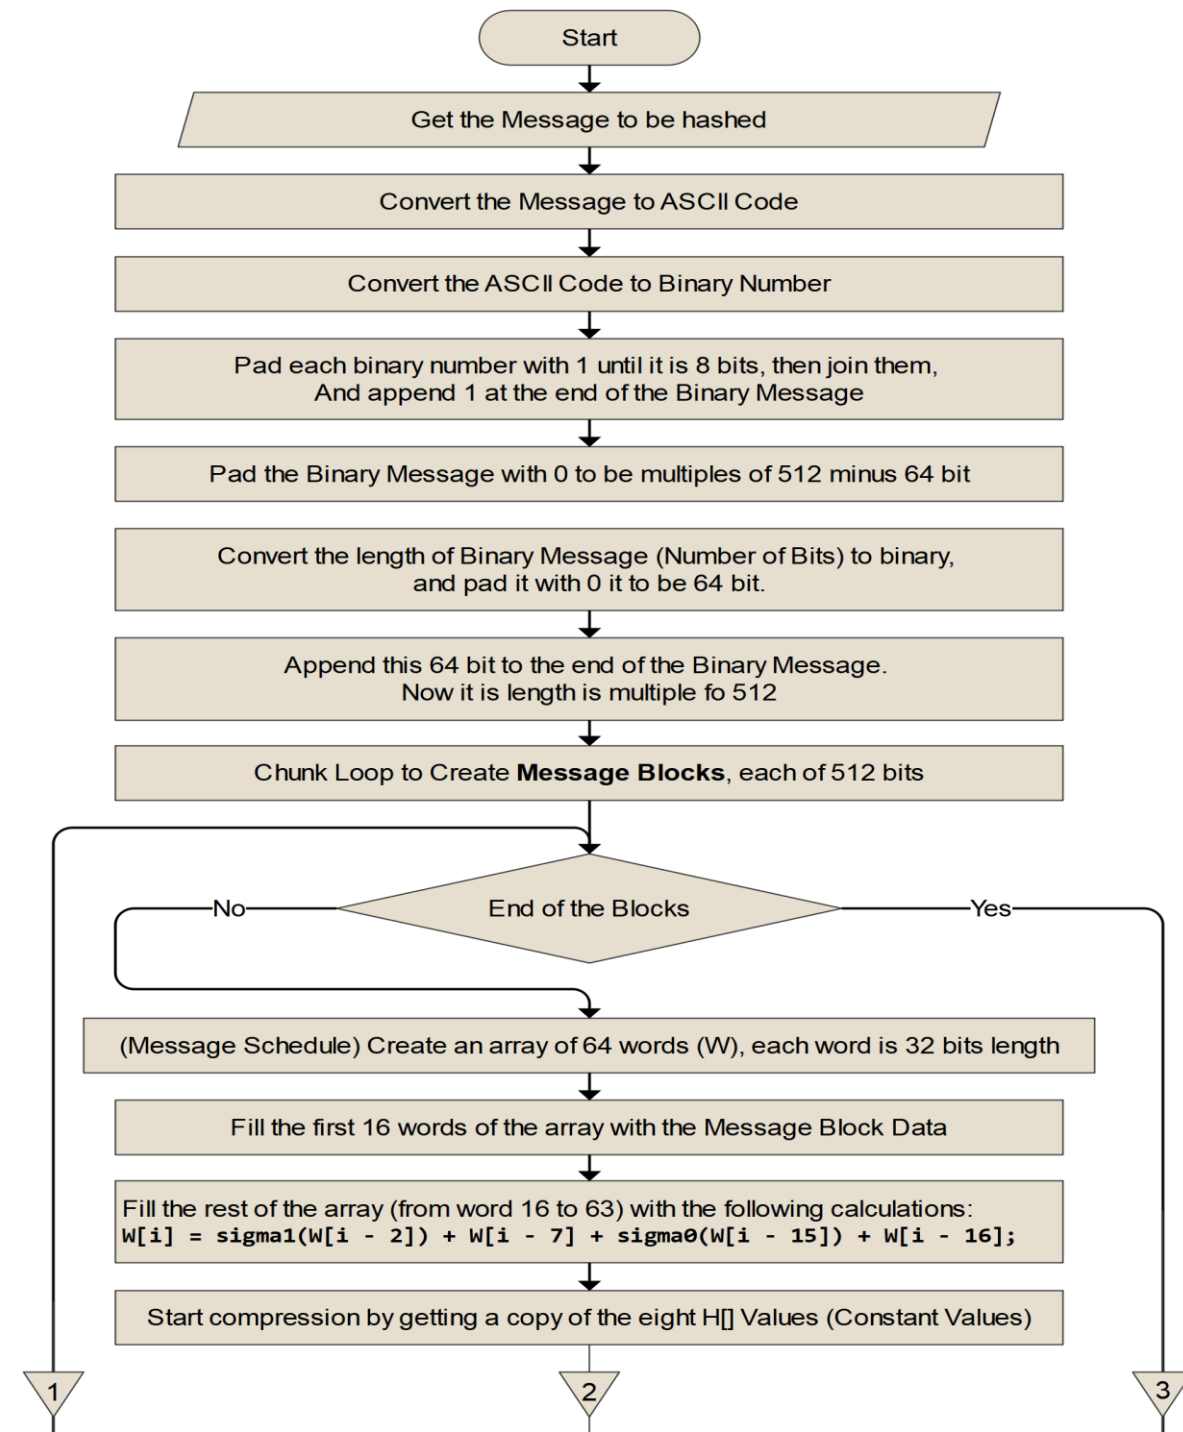 Start
Get the Message to be hashed
Convert the Message to ASCII Code
Convert the ASCII Code to Binary Number
Pad each binary number with 1 until it is 8 bits, then join them,
And append 1 at the end of the Binary Message
Pad the Binary Message with 0 to be multiples of 512 minus 64 bit
Convert the length of Binary Message (Number of Bits) to binary,
and pad it with 0 it to be 64 bit.
Append this 64 bit to the end of the Binary Message.
Now it is length is multiple fo 512
Chunk Loop to Create Message Blocks, each of 512 bits
No
End of the Blocks
Yes
(Message Schedule) Create an array of 64 words (W), each word is 32 bits length
Fill the first 16 words of the array with the Message Block Data
Fill the rest of the array (from word 16 to 63) with the following calculations:
W[i] = sigma1(W[i - 2]) + W[i - 7] + sigma0(W[i - 15]) + W[i - 16];
Start compression by getting a copy of the eight H[] Values (Constant Values)
1
2
3